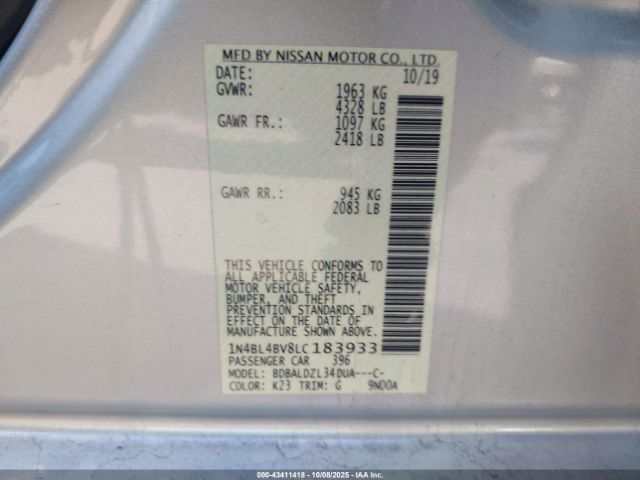 MFD BY NISSAN MOTOR CO., LTD.
DATE: 10/19
GVWR: 1963 KG
4328 LB
GAWR FR.: 1097 KG
2418 LB
GAWR RR.: 945 KG
2083 LB
THIS VEHICLE CONFORMS TO
ALL APPLICABLE FEDERAL
MOTOR VEHICLE SAFETY,
BUMPER, AND THEFT
PREVENTION STANDARDS
IN EFFECT ON THE DATE OF
MANUFACTURE SHOWN ABOVE.
1N4BL4BV8LC183933
PASSENGER CAR 396
MODEL: BDBALDZL34DUA---C-
COLOR: K23 TRIM: G 9NDOA
000-43411418 10/08/2025 - IAAI.com